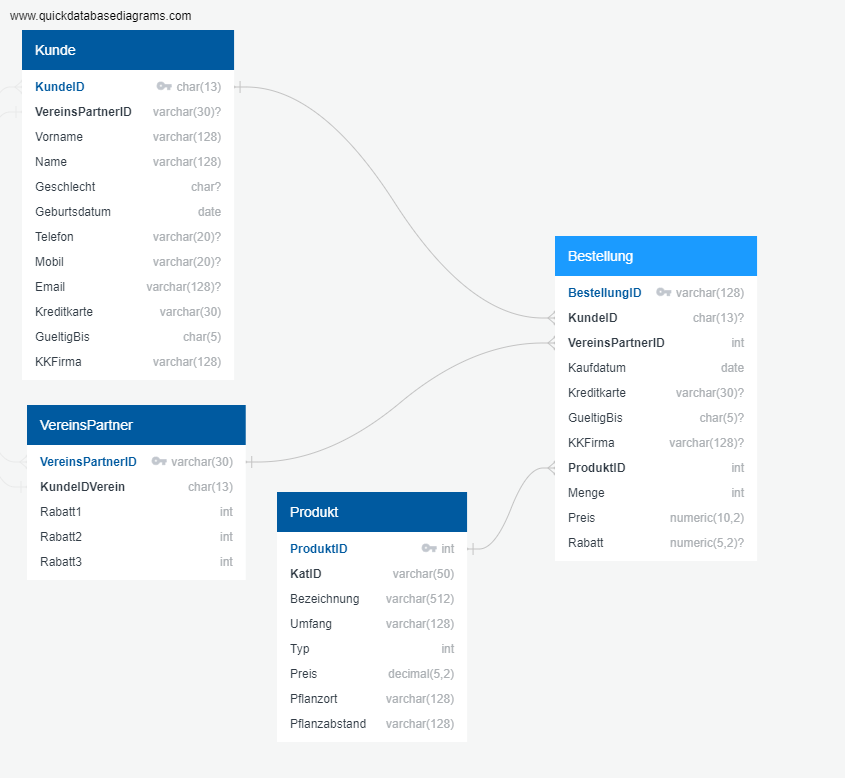 www.quickdatabasediagrams.com
Kunde
KundeID char(13)
VereinsPartnerID varchar(30)?
Vorname varchar(128)
Name varchar(128)
Geschlecht char?
Geburtsdatum date
Telefon varchar(20)?
Mobil varchar(20)?
Email varchar(128)?
Kreditkarte varchar(30)
GueltigBis char(5)
KKFirma varchar(128)
VereinsPartner
VereinsPartnerID varchar(30)
KundeIDVerein char(13)
Rabatt1 int
Rabatt2 int
Rabatt3 int
Produkt
ProduktID int
KatID varchar(50)
Bezeichnung varchar(512)
Umfang varchar(128)
Typ int
Preis decimal(5,2)
Pflanzort varchar(128)
Pflanzabstand varchar(128)
Bestellung
BestellungID varchar(128)
KundeID char(13)?
VereinsPartnerID int
Kaufdatum date
Kreditkarte varchar(30)?
GueltigBis char(5)?
KKFirma varchar(128)?
ProduktID int
Menge int
Preis numeric(10,2)
Rabatt numeric(5,2)?